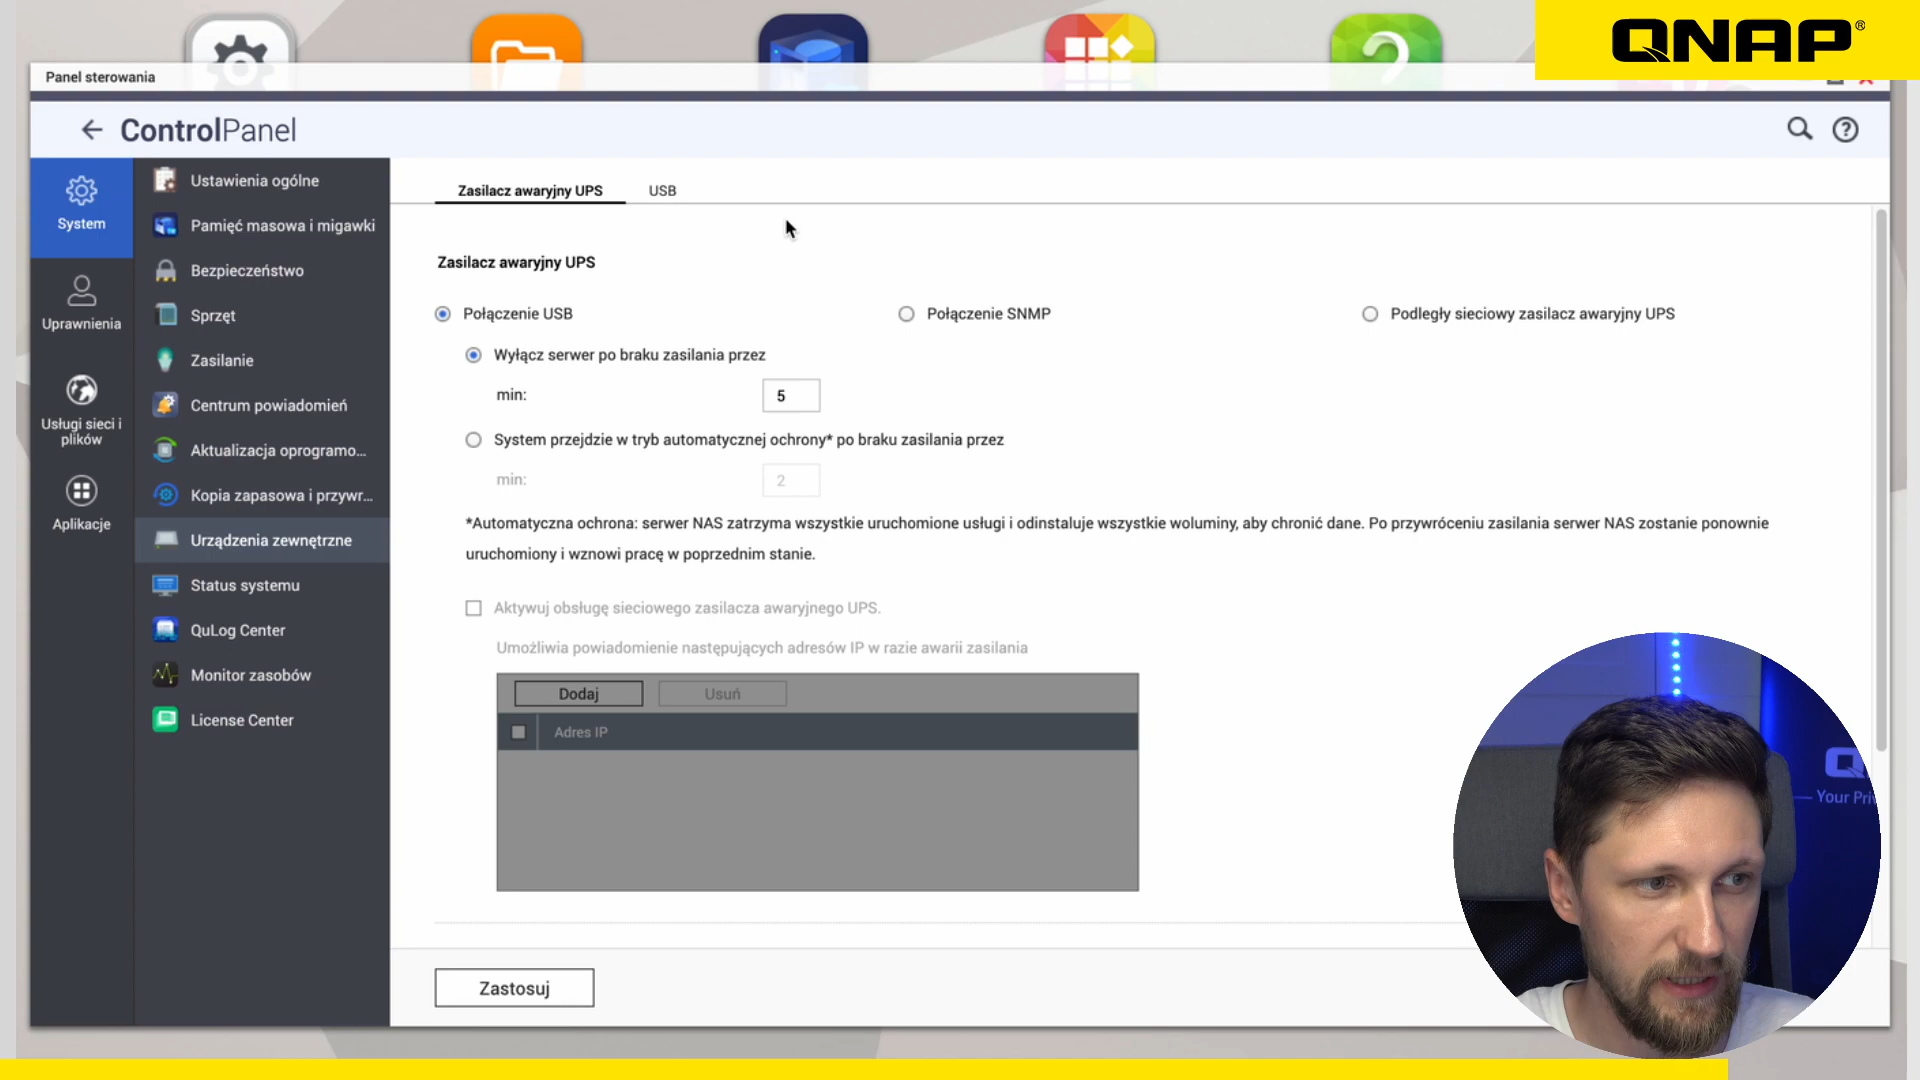 QNAP®
Panel sterowania
ControlPanel
System
Uprawnienia
Usługi sieci i
plików
Aplikacje
Ustawienia ogólne
Pamięć masowa i migawki
Bezpieczeństwo
Sprzęt
Zasilanie
Centrum powiadomień
Aktualizacja oprogramo...
Kopia zapasowa i przywr...
Urządzenia zewnętrzne
Status systemu
QuLog Center
Monitor zasobów
License Center
Zasilacz awaryjny UPS
USB
Zasilacz awaryjny UPS
Połączenie USB
Połączenie SNMP
Podległy sieciowy zasilacz awaryjny UPS
Wyłącz serwer po braku zasilania przez
min:
5
System przejdzie w tryb automatycznej ochrony* po braku zasilania przez
min:
2
*Automatyczna ochrona: serwer NAS zatrzyma wszystkie uruchomione usługi i odinstaluje wszystkie woluminy, aby chronić dane. Po przywróceniu zasilania serwer NAS zostanie ponownie
uruchomiony i wznowi pracę w poprzednim stanie.
Aktywuj obsługę sieciowego zasilacza awaryjnego UPS.
Umożliwia powiadomienie następujących adresów IP w razie awarii zasilania
Dodaj
Usuń
Adres IP
Zastosuj
Your